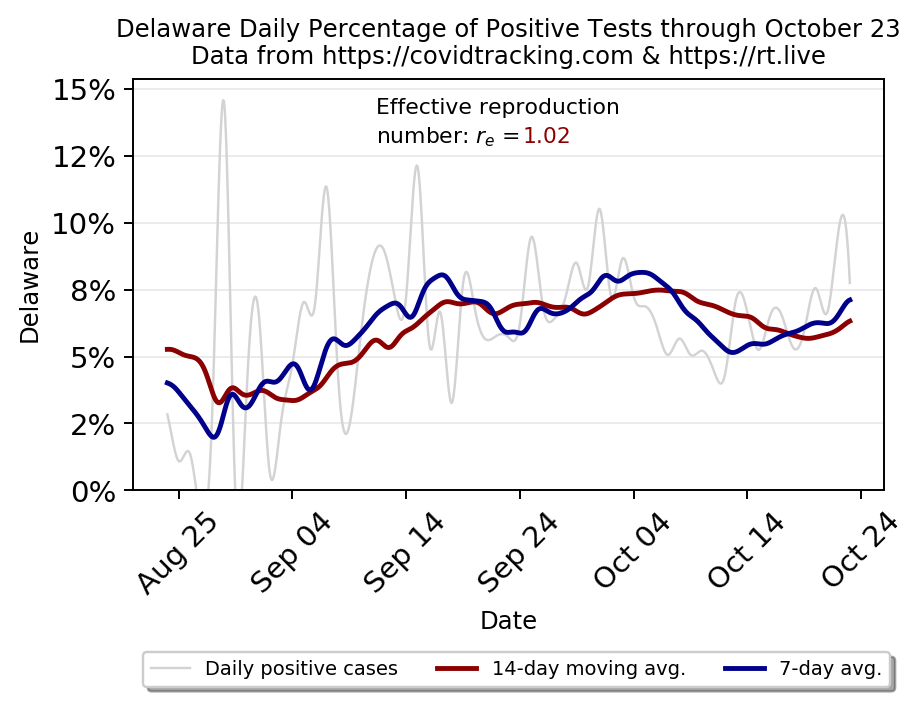 Delaware Daily Percentage of Positive Tests through October 23
Data from https://covidtracking.com & https://rt.live
Effective reproduction
number: rₑ =1.02
15%
12%
10%
8%
5%
2%
0%
Delaware
Aug 25
Sep 04
Sep 14
Sep 24
Oct 04
Oct 14
Oct 24
Date
Daily positive cases
14-day moving avg.
7-day avg.